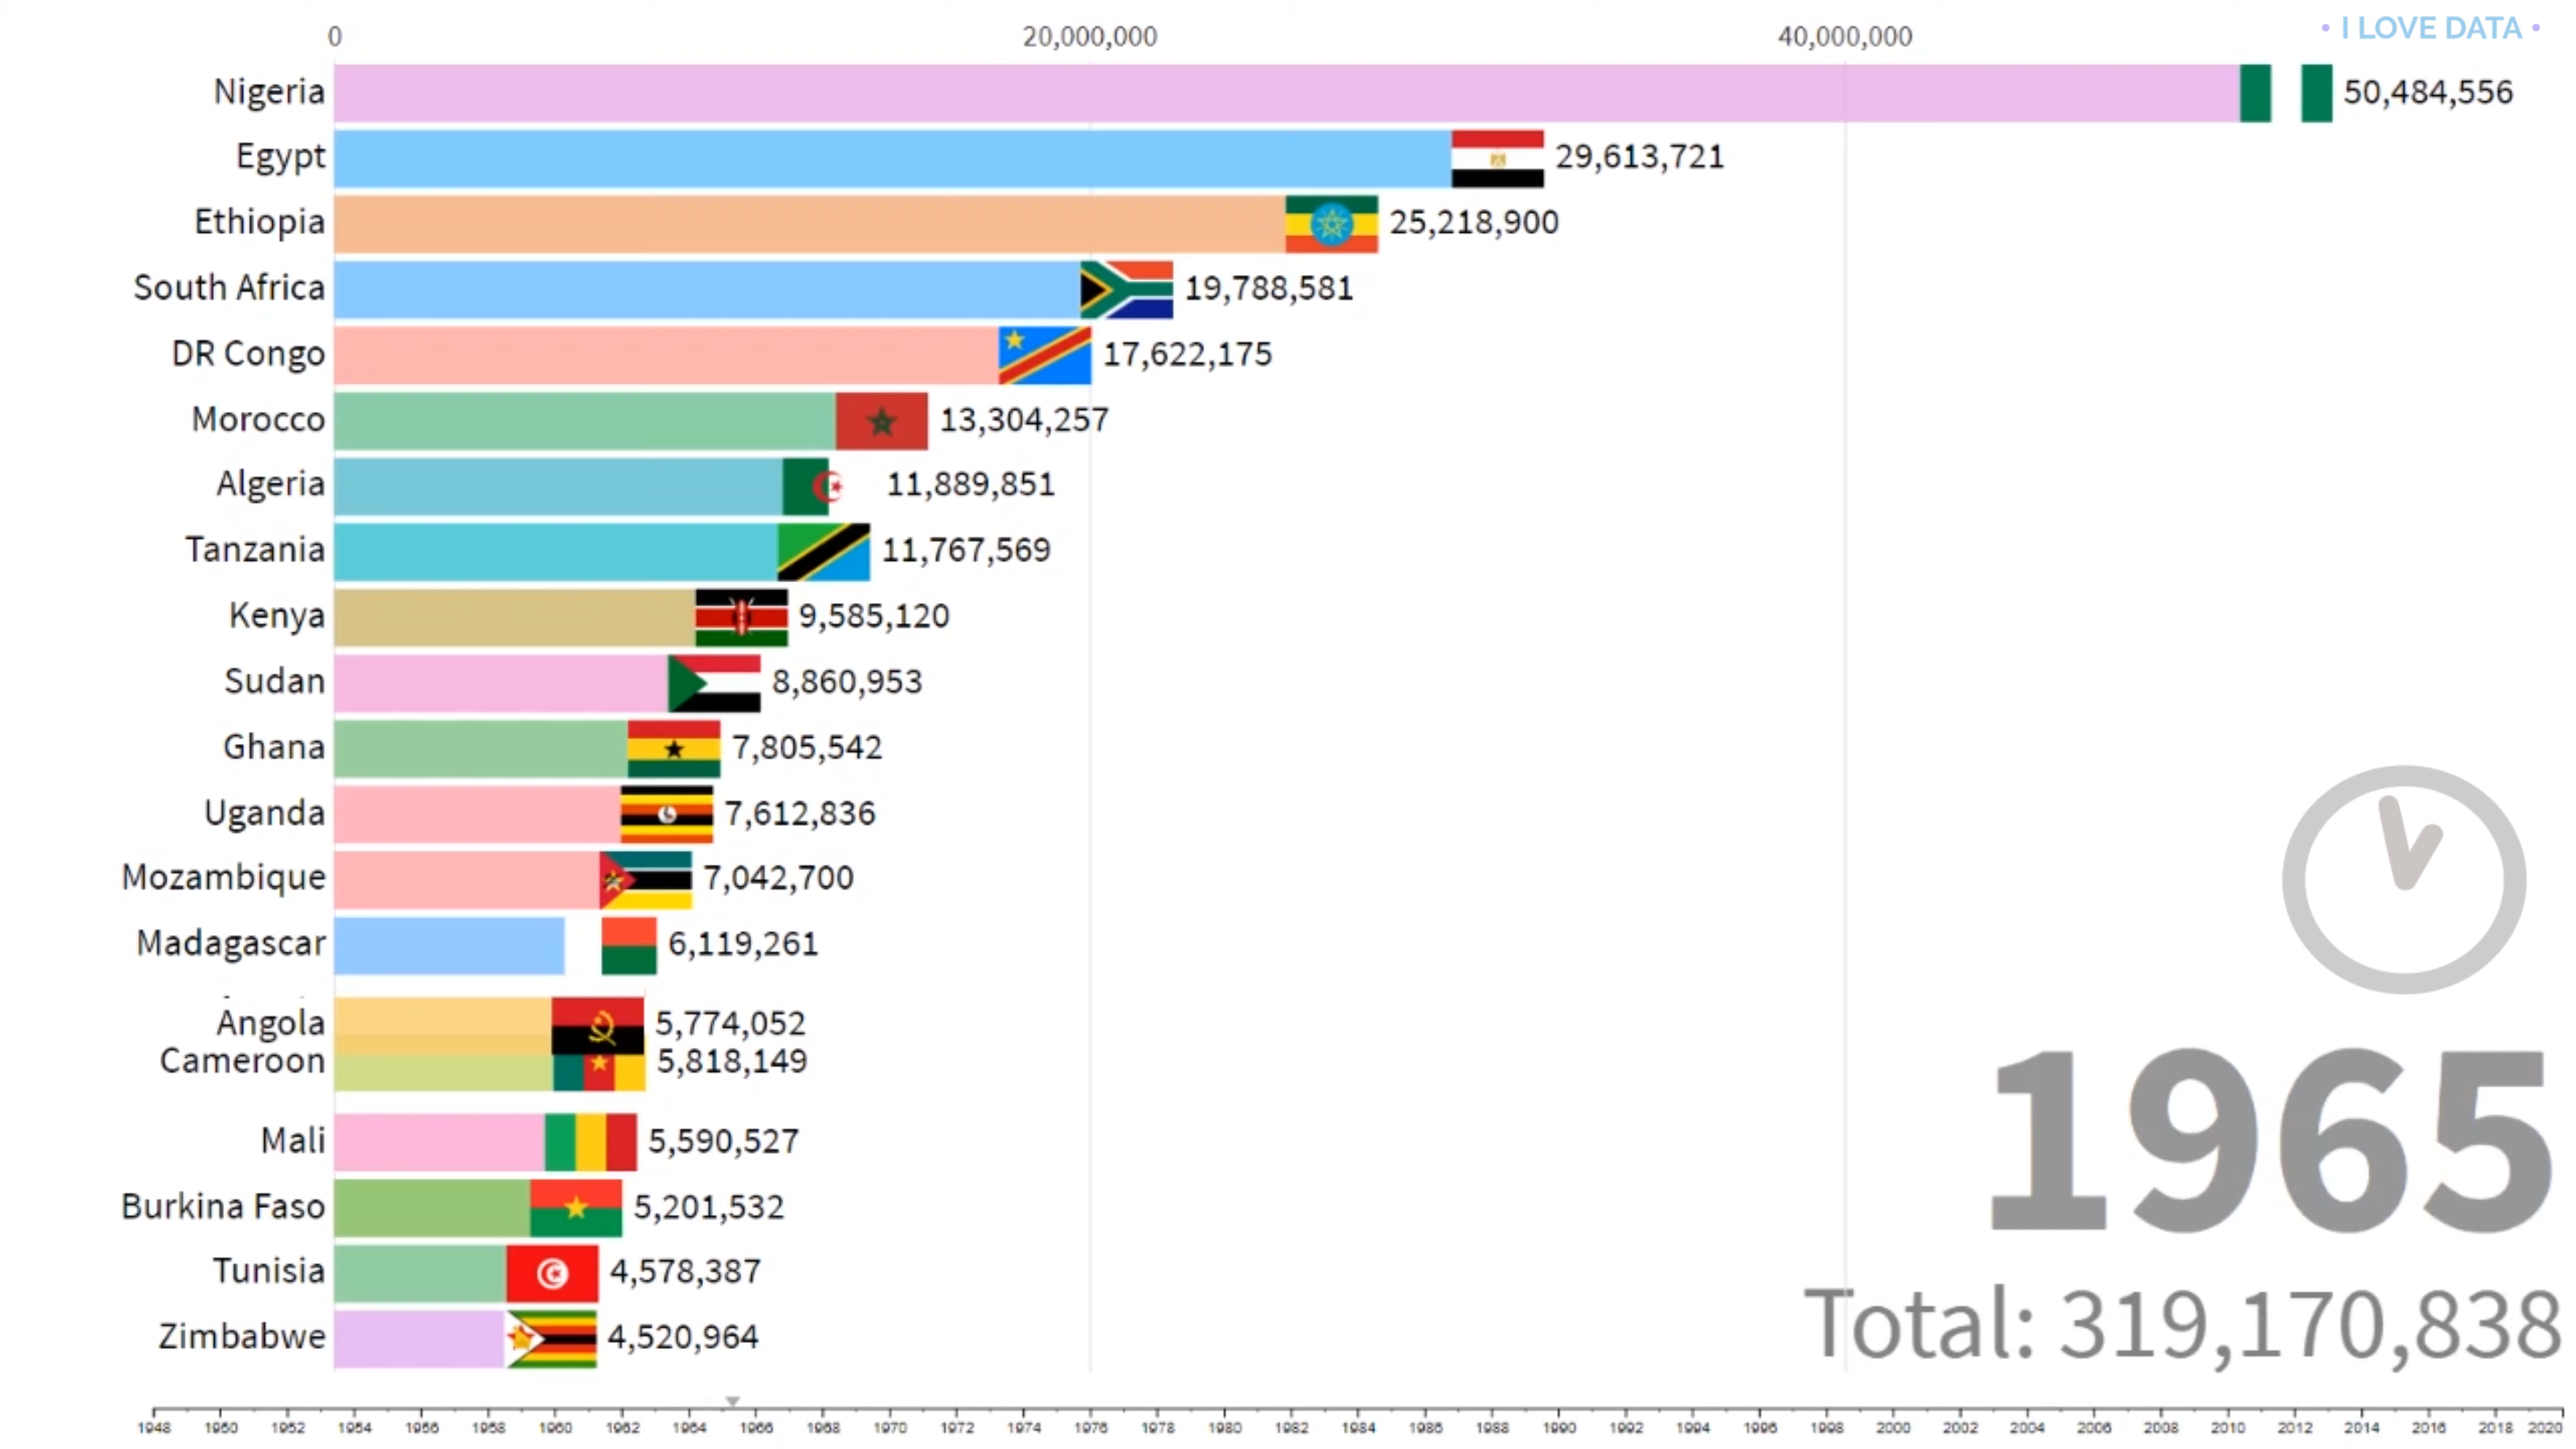 0 20,000,000 40,000,000 • I LOVE DATA •
Nigeria 50,484,556
Egypt 29,613,721
Ethiopia 25,218,900
South Africa 19,788,581
DR Congo 17,622,175
Morocco 13,304,257
Algeria 11,889,851
Tanzania 11,767,569
Kenya 9,585,120
Sudan 8,860,953
Ghana 7,805,542
Uganda 7,612,836
Mozambique 7,042,700
Madagascar 6,119,261
Angola 5,774,052
Cameroon 5,818,149
Mali 5,590,527
Burkina Faso 5,201,532
Tunisia 4,578,387
Zimbabwe 4,520,964
1965
Total: 319,170,838
1948 1950 1952 1954 1956 1958 1960 1962 1964 1966 1968 1970 1972 1974 1976 1978 1980 1982 1984 1986 1988 1990 1992 1994 1996 1998 2000 2002 2004 2006 2008 2010 2012 2014 2016 2018 2020